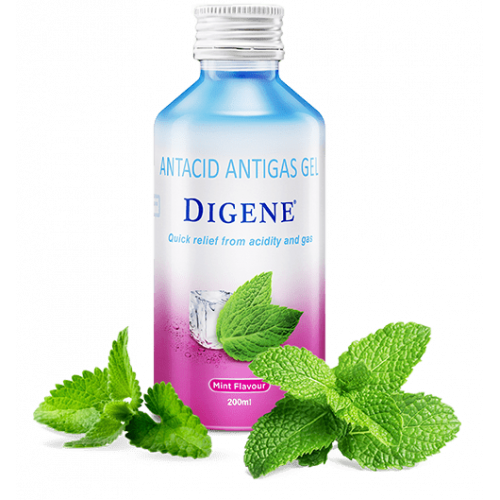 ANTACID ANTIGAS GEL
DIGENE®
Quick relief from acidity and gas
Mint Flavour
200ml